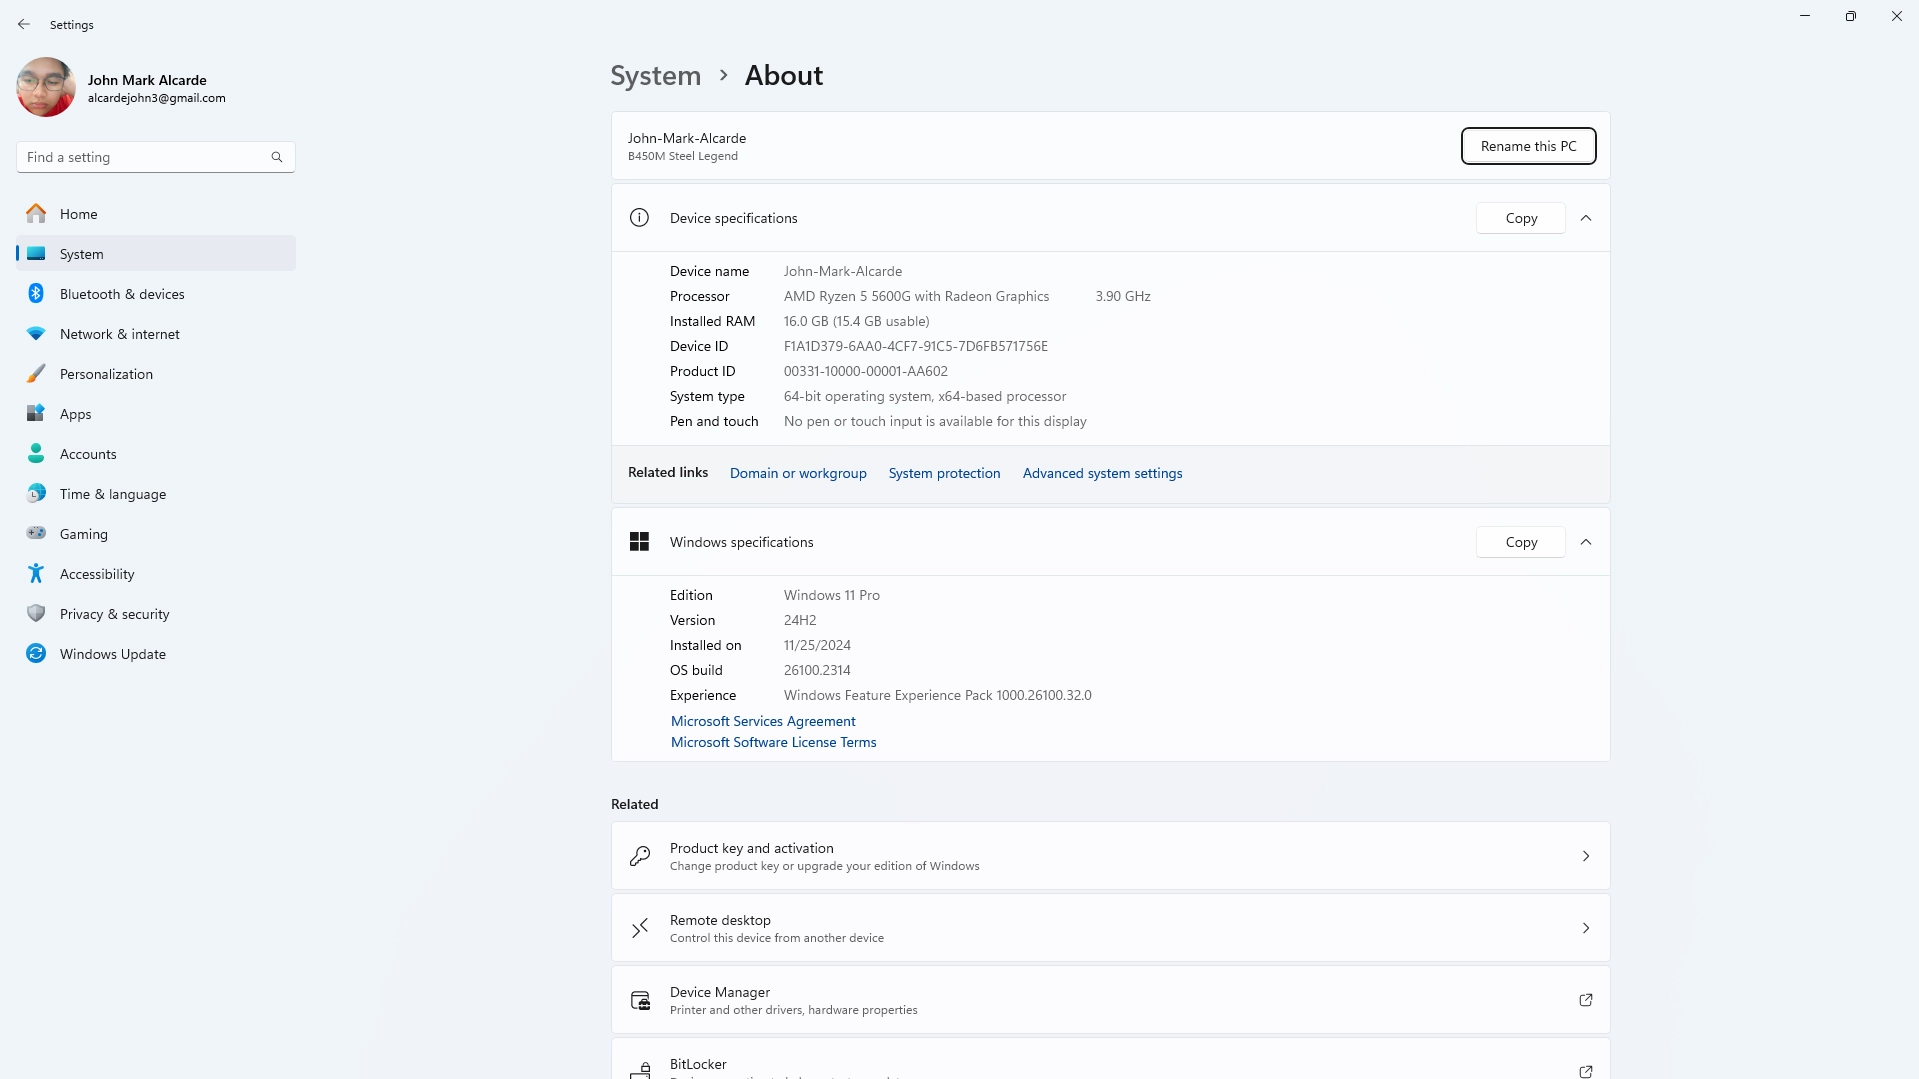 Settings
John Mark Alcarde
alcardejohn3@gmail.com
Find a setting
Home
System
Bluetooth & devices
Network & internet
Personalization
Apps
Accounts
Time & language
Gaming
Accessibility
Privacy & security
Windows Update
System > About
John-Mark-Alcarde
B450M Steel Legend
Rename this PC
Device specifications
Copy
Device name John-Mark-Alcarde
Processor AMD Ryzen 5 5600G with Radeon Graphics 3.90 GHz
Installed RAM 16.0 GB (15.4 GB usable)
Device ID F1A1D379-6AA0-4CF7-91C5-7D6FB571756E
Product ID 00331-10000-00001-AA602
System type 64-bit operating system, x64-based processor
Pen and touch No pen or touch input is available for this display
Related links Domain or workgroup System protection Advanced system settings
Windows specifications
Copy
Edition Windows 11 Pro
Version 24H2
Installed on 11/25/2024
OS build 26100.2314
Experience Windows Feature Experience Pack 1000.26100.32.0
Microsoft Services Agreement
Microsoft Software License Terms
Related
Product key and activation
Change product key or upgrade your edition of Windows
Remote desktop
Control this device from another device
Device Manager
Printer and other drivers, hardware properties
BitLocker